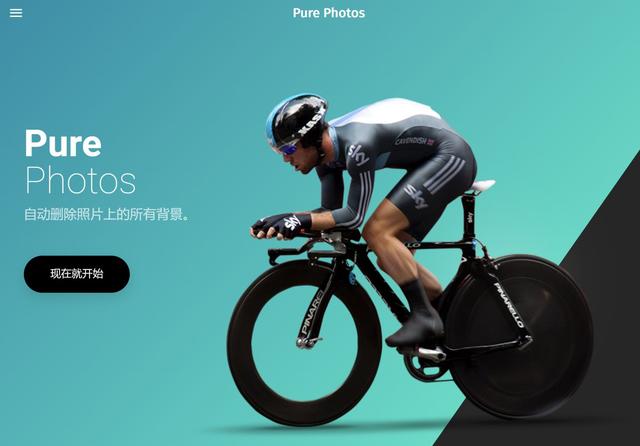 Pure Photos
Pure
Photos
自动删除照片上的所有背景。
现在就开始
KASK
sky
CAVENDISH
sky
sky
sky
PINARELLO
PINARELLO